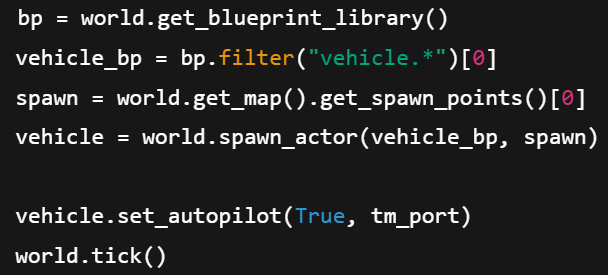 bp = world.get_blueprint_library()
vehicle_bp = bp.filter("vehicle.*")[0]
spawn = world.get_map().get_spawn_points()[0]
vehicle = world.spawn_actor(vehicle_bp, spawn)
vehicle.set_autopilot(True, tm_port)
world.tick()